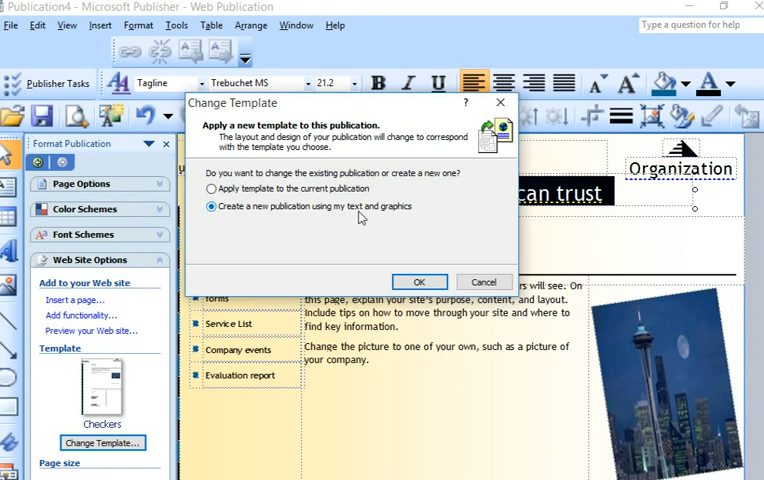 Publication4 - Microsoft Publisher - Web Publication
File Edit View Insert Format Tools Table Arrange Window Help
Type a question for help
Publisher Tasks
Tagline
Trebuchet MS
21.2
B I U
A A A
Format Publication
Page Options
Color Schemes
Font Schemes
Web Site Options
Add to your Web site
Insert a page...
Add functionality...
Preview your Web site...
Template
Checkers
Change Template...
Page size
Change Template
?
Apply a new template to this publication.
The layout and design of your publication will change to correspond
with the template you choose.
Do you want to change the existing publication or create a new one?
Apply template to the current publication
Create a new publication using my text and graphics
OK
Cancel
Organization
can trust
forms
Service List
Company events
Evaluation report
rs will see. On
this page, explain your site's purpose, content, and layout.
Include tips on how to move through your site and where to
find key information.
Change the picture to one of your own, such as a picture of
your company.